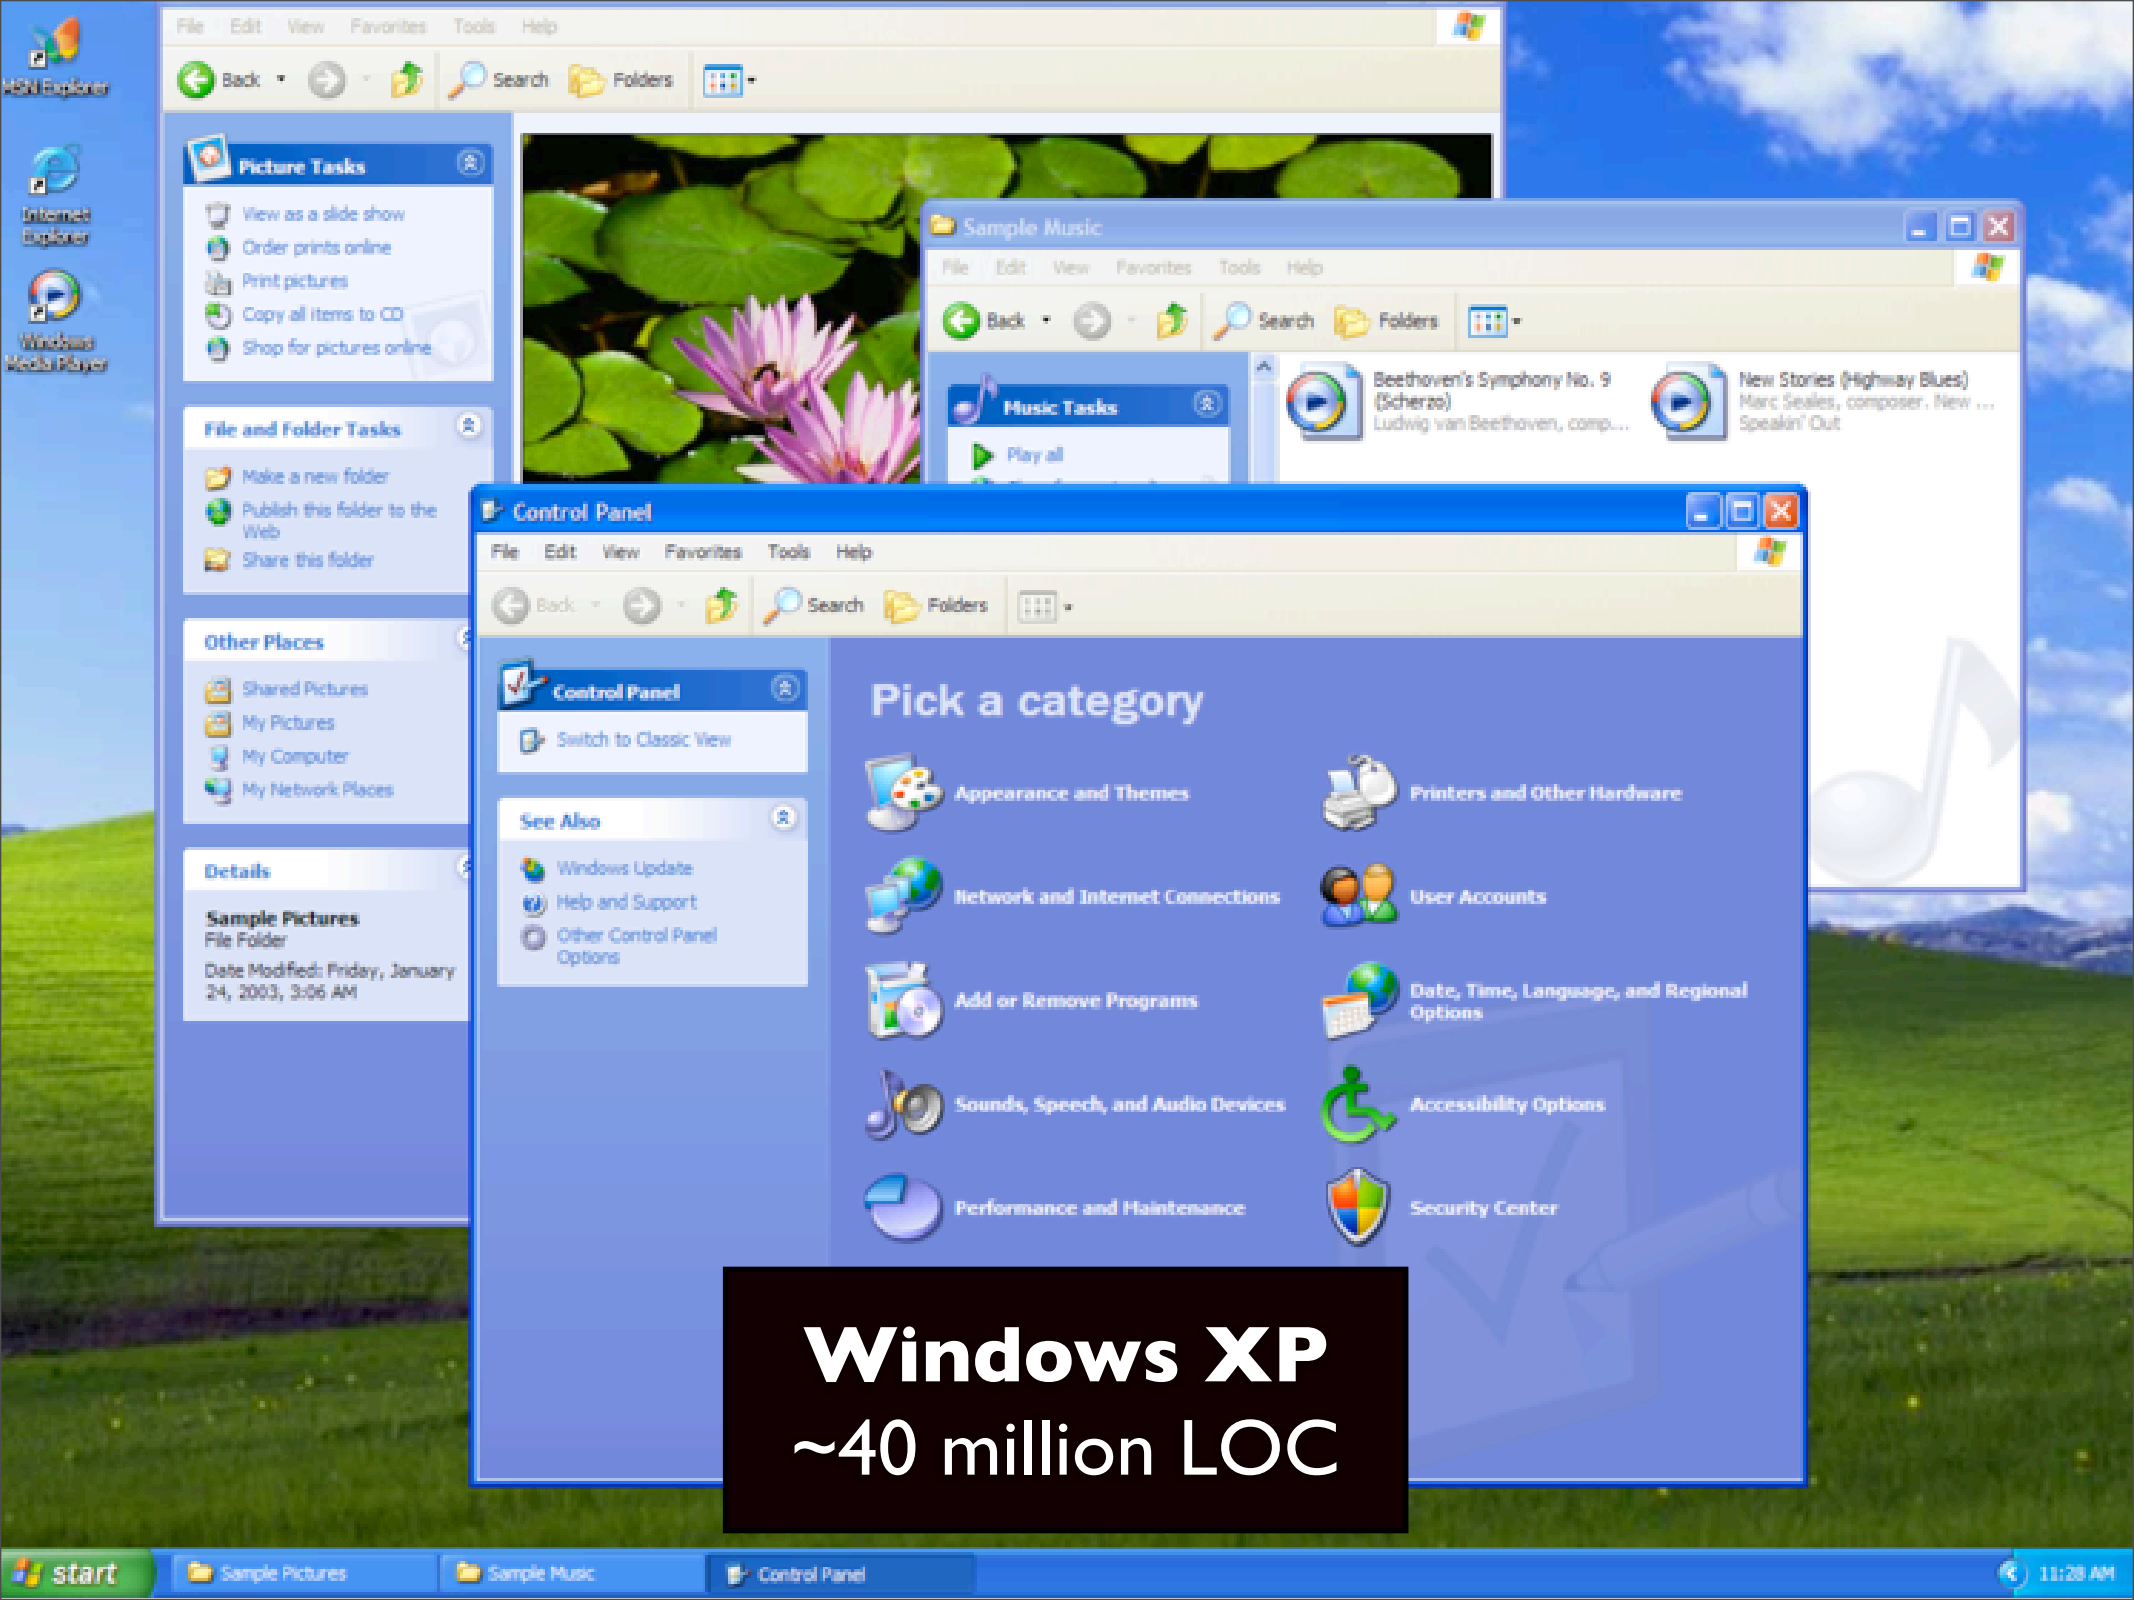 MSN Explorer
Internet
Explorer
Windows
Media Player
File Edit View Favorites Tools Help
Back Search Folders
Picture Tasks
View as a slide show
Order prints online
Print pictures
Copy all items to CD
Shop for pictures online
File and Folder Tasks
Make a new folder
Publish this folder to the
Web
Share this folder
Other Places
Shared Pictures
My Pictures
My Computer
My Network Places
Details
Sample Pictures
File Folder
Date Modified: Friday, January
24, 2003, 3:06 AM
Sample Music
File Edit View Favorites Tools Help
Back Search Folders
Music Tasks
Play all
Beethoven's Symphony No. 9
(Scherzo)
Ludwig van Beethoven, comp...
New Stories (Highway Blues)
Marc Seales, composer. New ...
Speakin' Out
Control Panel
File Edit View Favorites Tools Help
Back Search Folders
Control Panel
Switch to Classic View
See Also
Windows Update
Help and Support
Other Control Panel
Options
Pick a category
Appearance and Themes
Printers and Other Hardware
Network and Internet Connections
User Accounts
Add or Remove Programs
Date, Time, Language, and Regional
Options
Sounds, Speech, and Audio Devices
Accessibility Options
Performance and Maintenance
Security Center
Windows XP
~40 million LOC
start Sample Pictures Sample Music Control Panel 11:28 AM